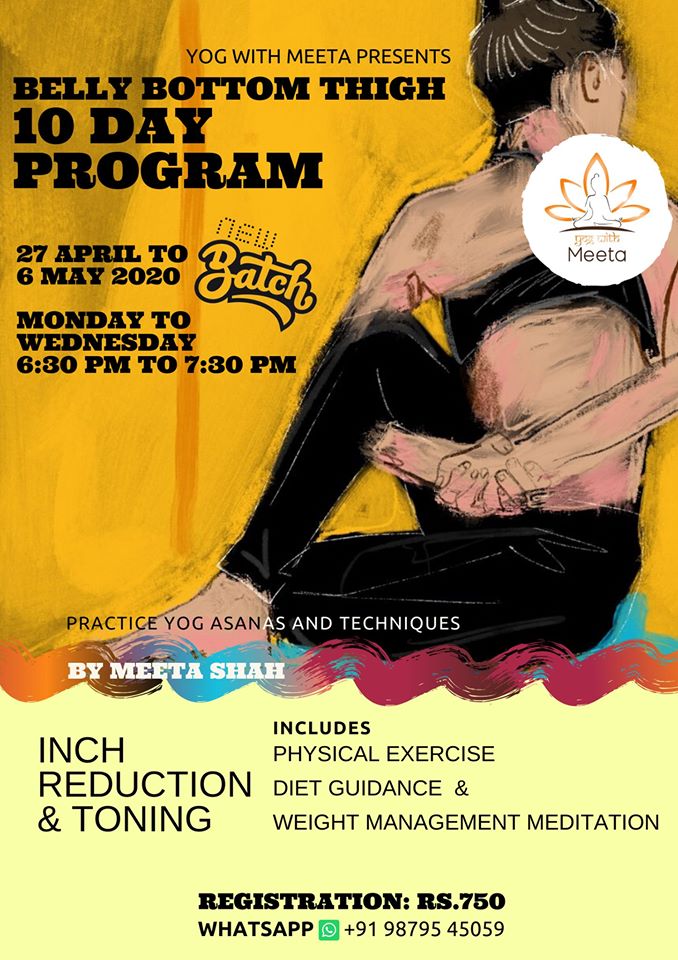 YOG WITH MEETA PRESENTS
BELLY BOTTOM THIGH
10 DAY
PROGRAM
yog with
Meeta
27 APRIL TO
6 MAY 2020
new
Batch
MONDAY TO
WEDNESDAY
6:30 PM TO 7:30 PM
PRACTICE YOG ASANAS AND TECHNIQUES
BY MEETA SHAH
INCH
REDUCTION
& TONING
INCLUDES
PHYSICAL EXERCISE
DIET GUIDANCE &
WEIGHT MANAGEMENT MEDITATION
REGISTRATION: RS.750
WHATSAPP +91 98795 45059